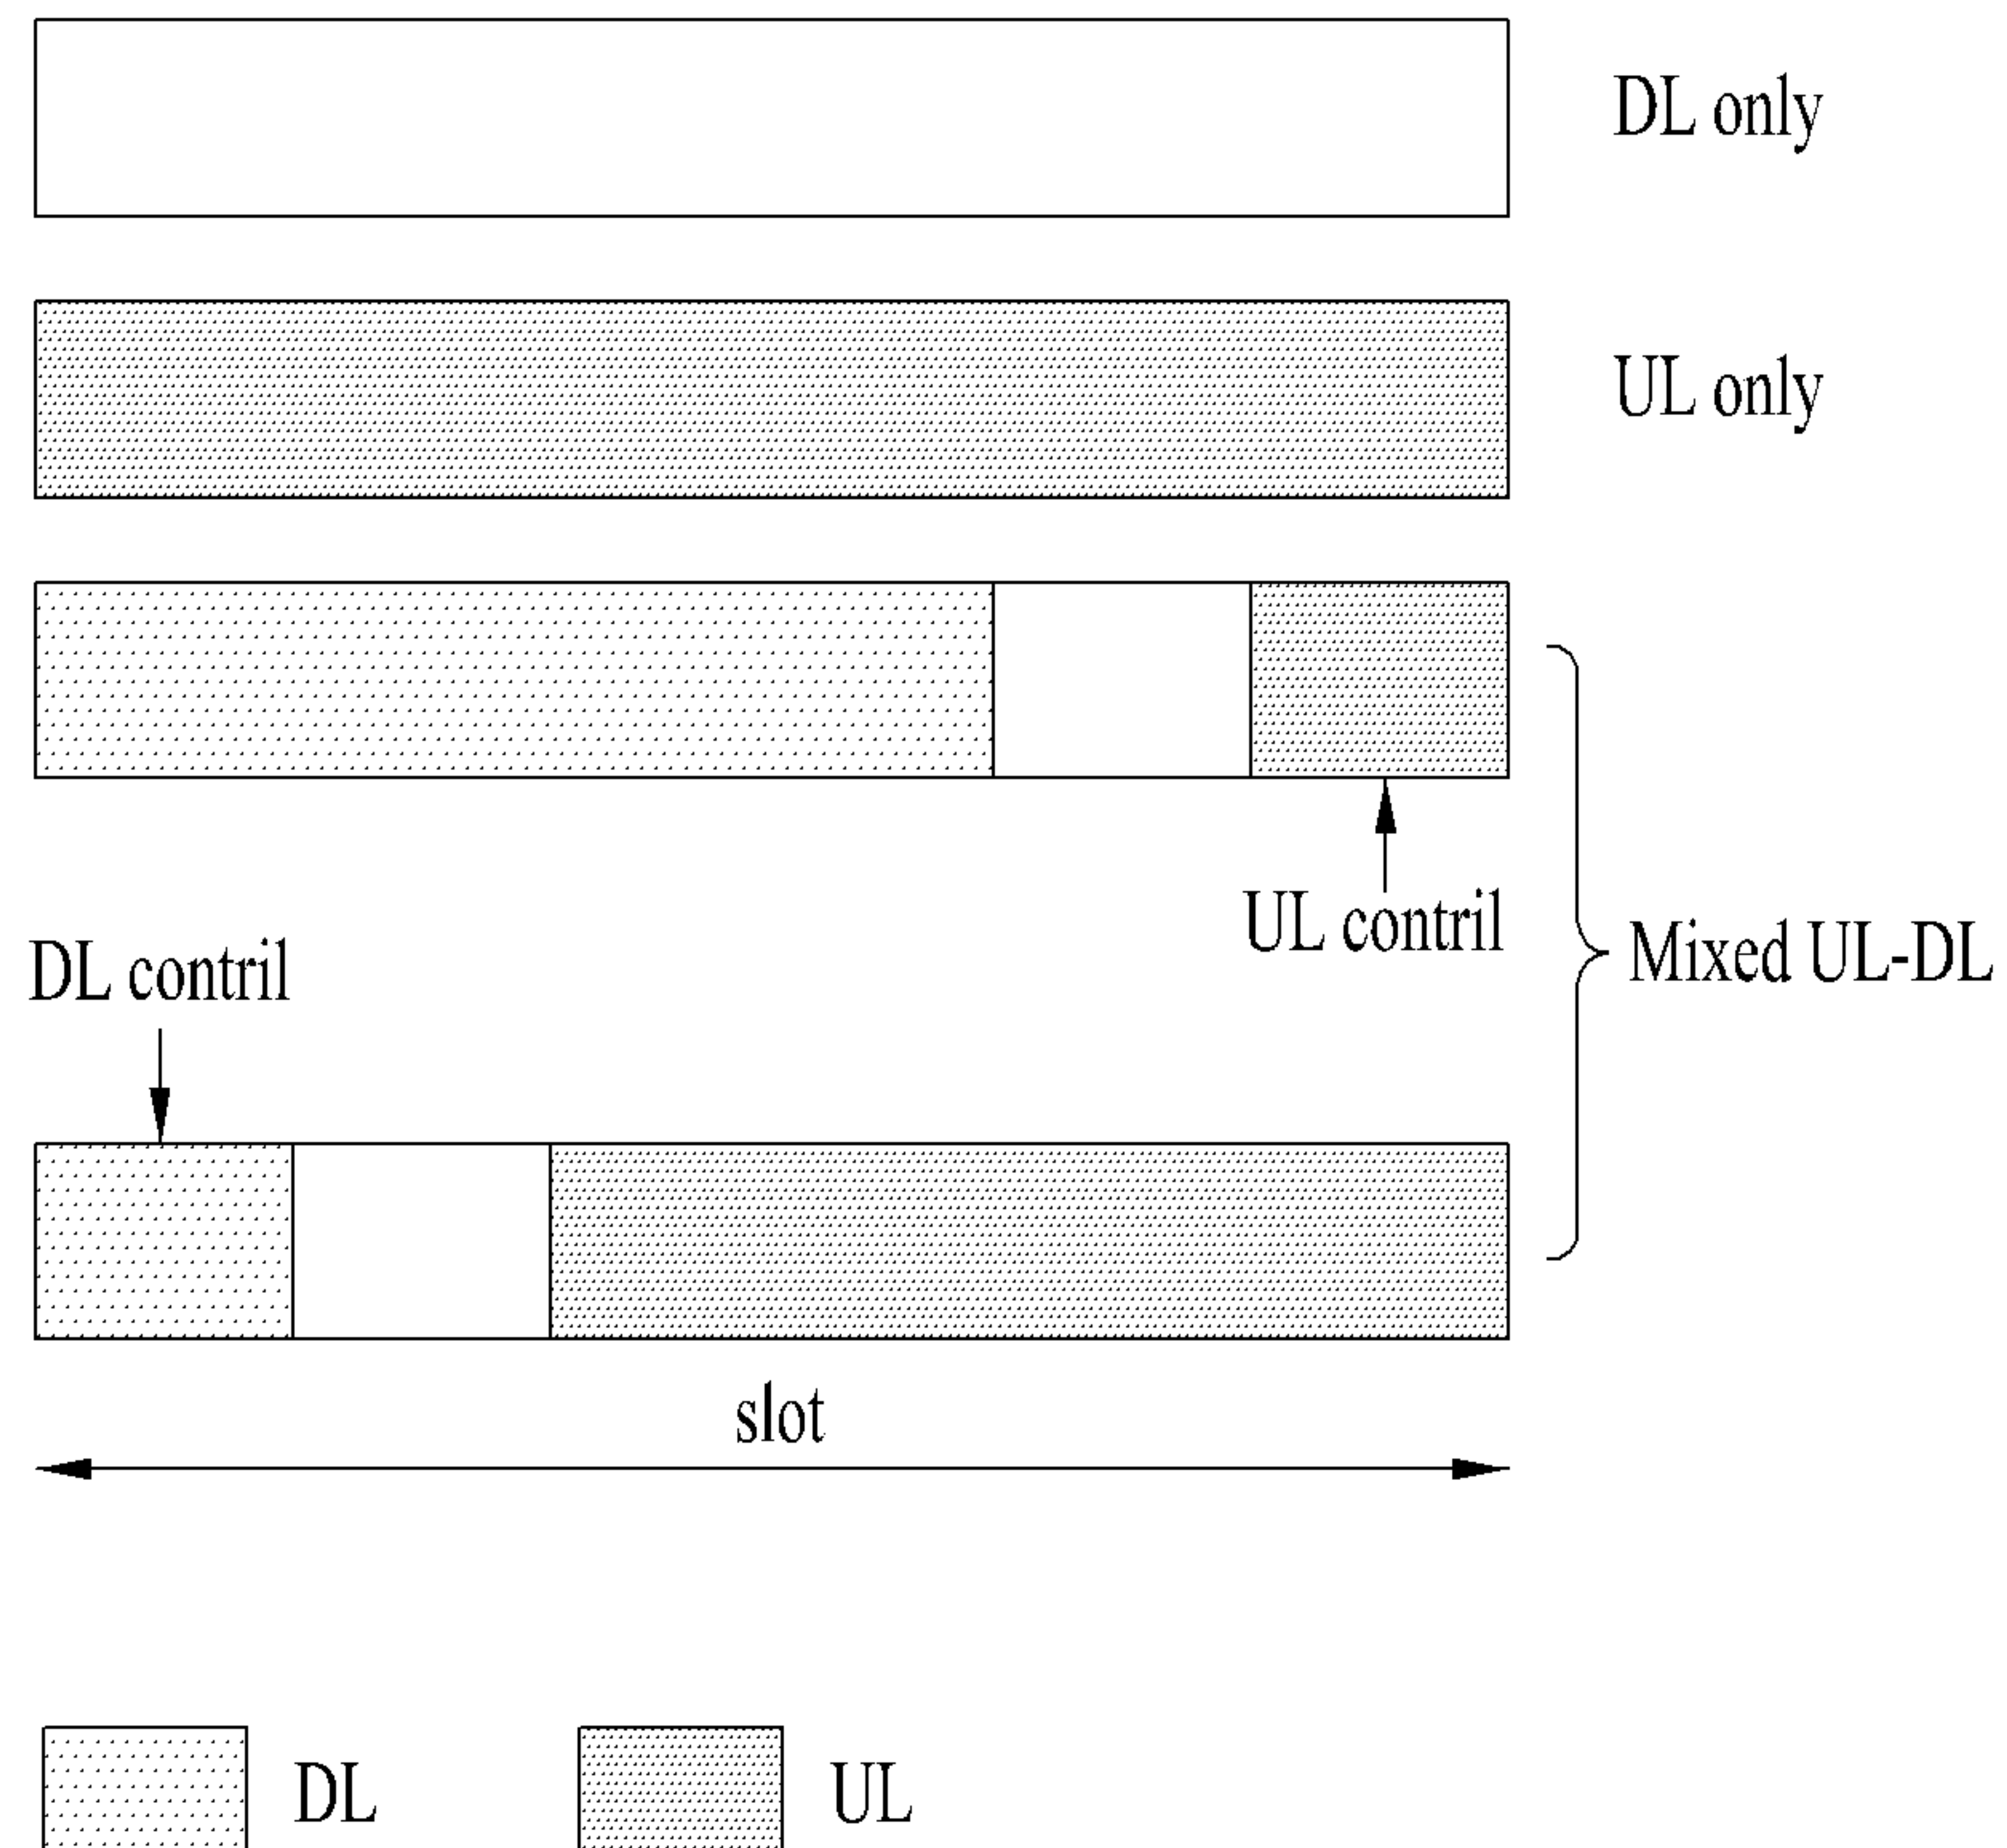 DL only
UL only
UL contril
DL contril
Mixed UL-DL
slot
DL
UL